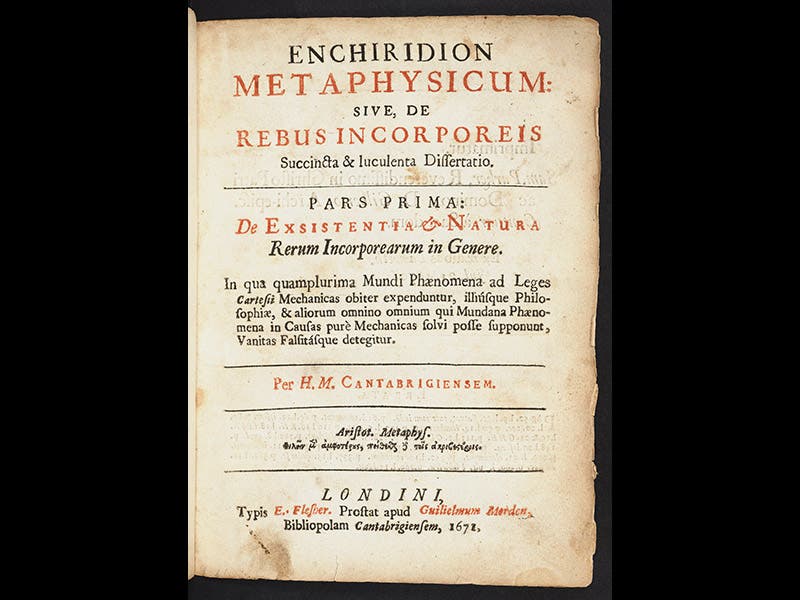 ENCHIRIDION
METAPHYSICUM:
SIVE, DE
REBUS INCORPOREIS
Succincta & luculenta Dissertatio.
PARS PRIMA:
De EXSISTENTIA & NATURA
Rerum Incorporearum in Genere.
In qua quamplurima Mundi Phænomena ad Leges
Cartesii Mechanicas obiter expenduntur, illiúsque Philo-
sophiæ, & aliorum omnino omnium qui Mundana Phæno-
mena in Causas purè Mechanicas solvi posse supponunt,
Vanitas Falsitásque detegitur.
Per H. M. CANTABRIGIENSEM.
Aristot. Metaphys.
LONDINI,
Typis E. Flesher. Prostat apud Guilielmum Morden,
Bibliopolam Cantabrigiensem, 1671,
Imprimatur.